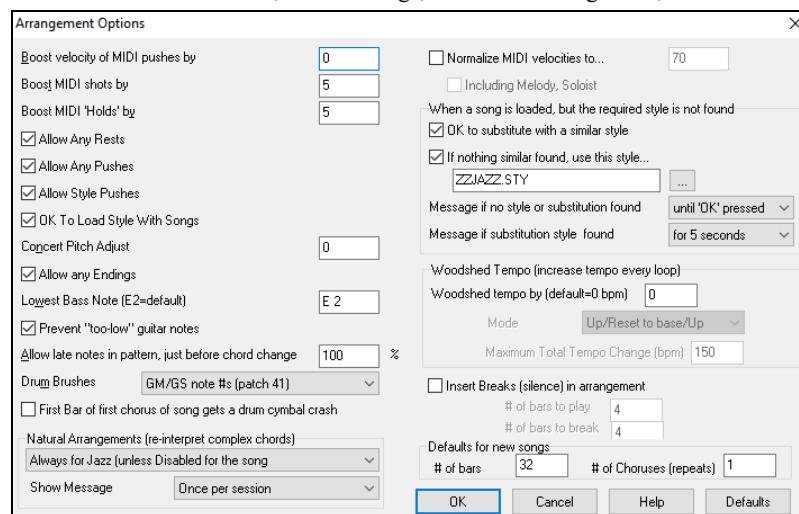 Arrangement Options
Boost velocity of MIDI pushes by 0
Boost MIDI shots by 5
Boost MIDI 'Holds' by 5
Allow Any Rests
Allow Any Pushes
Allow Style Pushes
OK To Load Style With Songs
Concert Pitch Adjust 0
Allow any Endings
Lowest Bass Note (E2=default) E 2
Prevent "too-low" guitar notes
Allow late notes in pattern, just before chord change 100 %
Drum Brushes GM/GS note #s (patch 41)
First Bar of first chorus of song gets a drum cymbal crash
Natural Arrangements (re-interpret complex chords)
Always for Jazz (unless Disabled for the song
Show Message Once per session
Normalize MIDI velocities to... 70
Including Melody, Soloist
When a song is loaded, but the required style is not found
OK to substitute with a similar style
If nothing similar found, use this style...
ZZJAZZ.STY ...
Message if no style or substitution found until 'OK' pressed
Message if substitution style found for 5 seconds
Woodshed Tempo (increase tempo every loop)
Woodshed tempo by (default=0 bpm) 0
Mode Up/Reset to base/Up
Maximum Total Tempo Change (bpm) 150
Insert Breaks (silence) in arrangement
# of bars to play 4
# of bars to break 4
Defaults for new songs
# of bars 32 # of Choruses (repeats) 1
OK Cancel Help Defaults